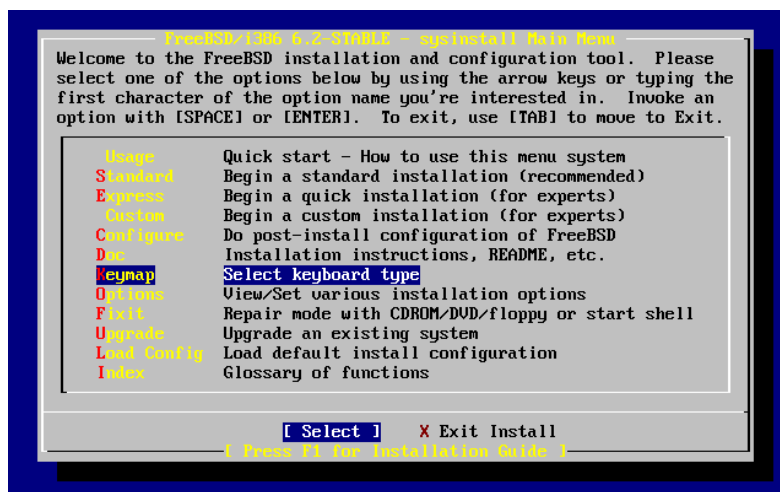 FreeBSD/i386 6.2-STABLE - sysinstall Main Menu
Welcome to the FreeBSD installation and configuration tool.  Please
select one of the options below by using the arrow keys or typing the
first character of the option name you're interested in.  Invoke an
option with [SPACE] or [ENTER].  To exit, use [TAB] to move to Exit.
Usage Quick start - How to use this menu system
Standard Begin a standard installation (recommended)
Express Begin a quick installation (for experts)
Custom Begin a custom installation (for experts)
Configure Do post-install configuration of FreeBSD
Doc Installation instructions, README, etc.
Keymap Select keyboard type
Options View/Set various installation options
Fixit Repair mode with CDROM/DVD/floppy or start shell
Upgrade Upgrade an existing system
Load Config Load default install configuration
Index Glossary of functions
[ Select ] X Exit Install
[ Press F1 for Installation Guide ]